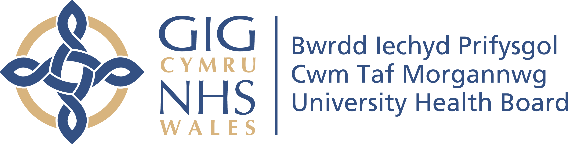 GIG
CYMRU
NHS
WALES
Bwrdd Iechyd Prifysgol
Cwm Taf Morgannwg
University Health Board